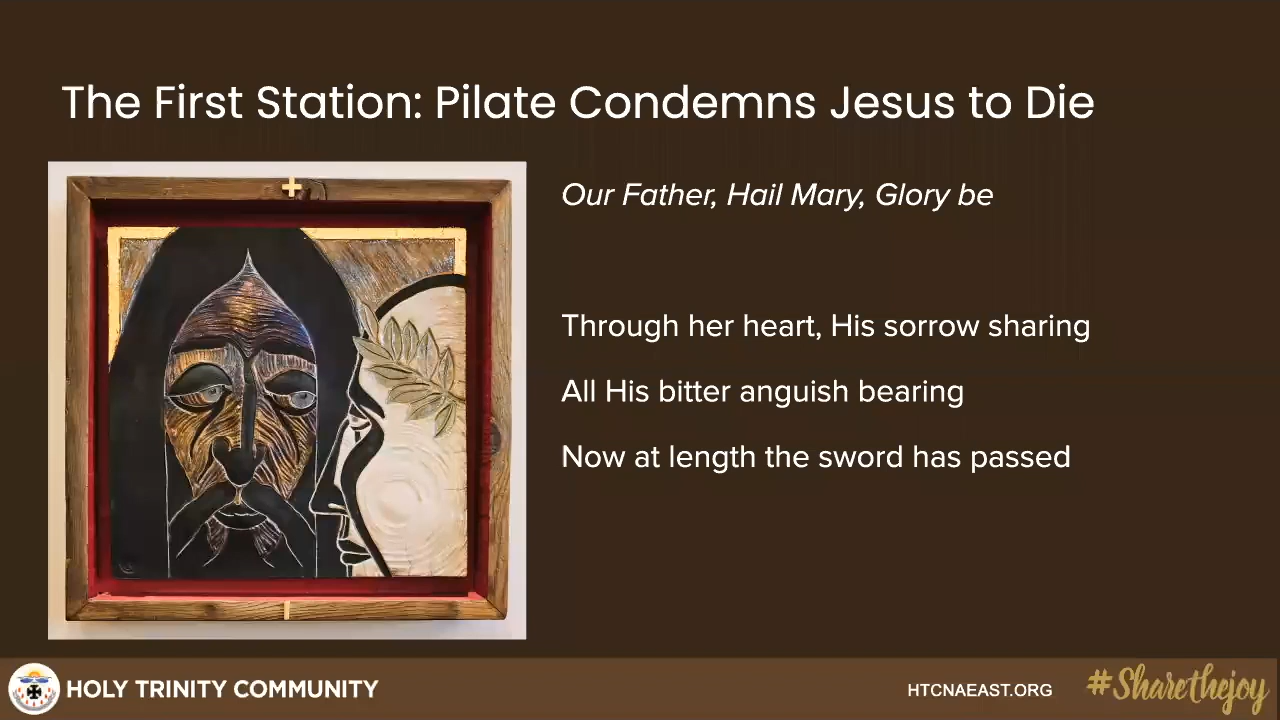 The First Station: Pilate Condemns Jesus to Die
Our Father, Hail Mary, Glory be
Through her heart, His sorrow sharing
All His bitter anguish bearing
Now at length the sword has passed
HOLY TRINITY COMMUNITY
HTCNAEAST.ORG
#Sharethejoy